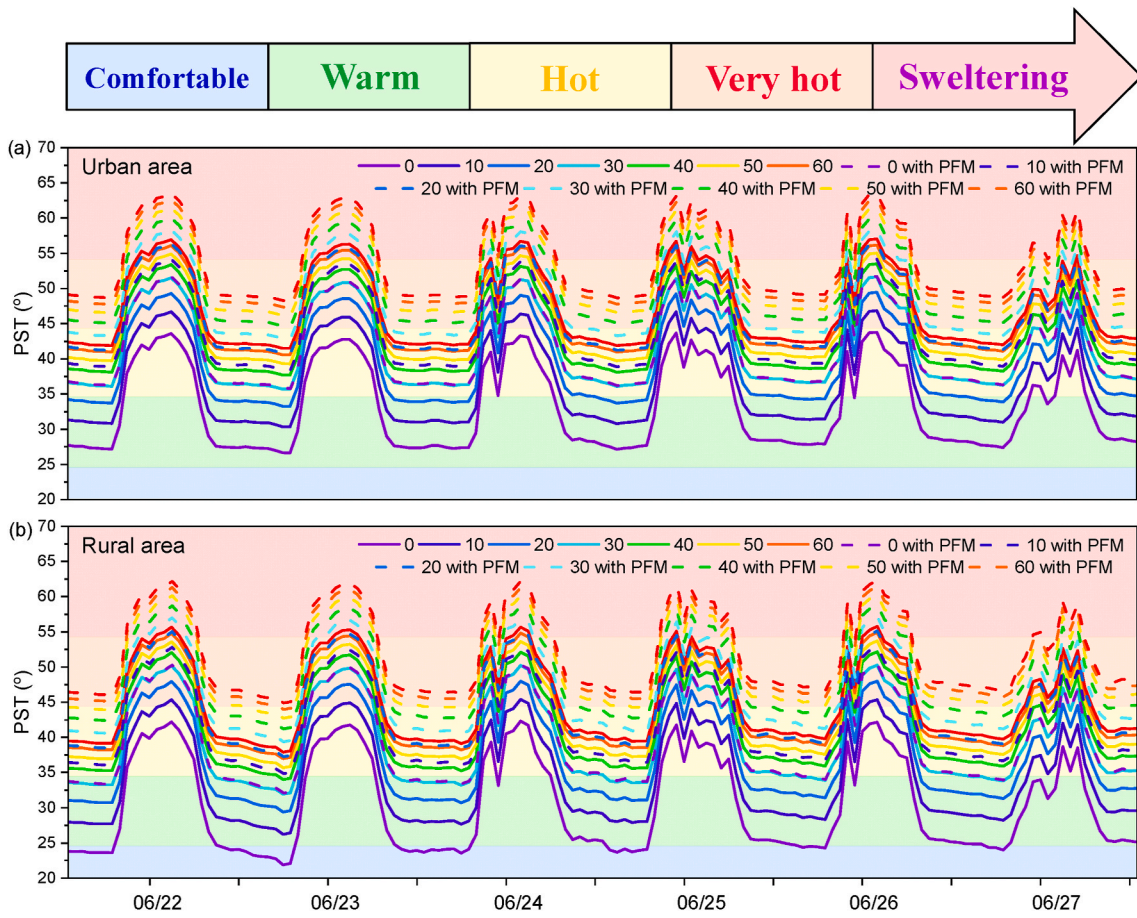 Comfortable Warm Hot Very hot Sweltering
(a)
Urban area
0 10 20 30 40 50 60 0 with PFM 10 with PFM
20 with PFM 30 with PFM 40 with PFM 50 with PFM 60 with PFM
PST (°)
70
65
60
55
50
45
40
35
30
25
20
(b)
Rural area
0 10 20 30 40 50 60 0 with PFM 10 with PFM
20 with PFM 30 with PFM 40 with PFM 50 with PFM 60 with PFM
PST (°)
70
65
60
55
50
45
40
35
30
25
20
06/22 06/23 06/24 06/25 06/26 06/27